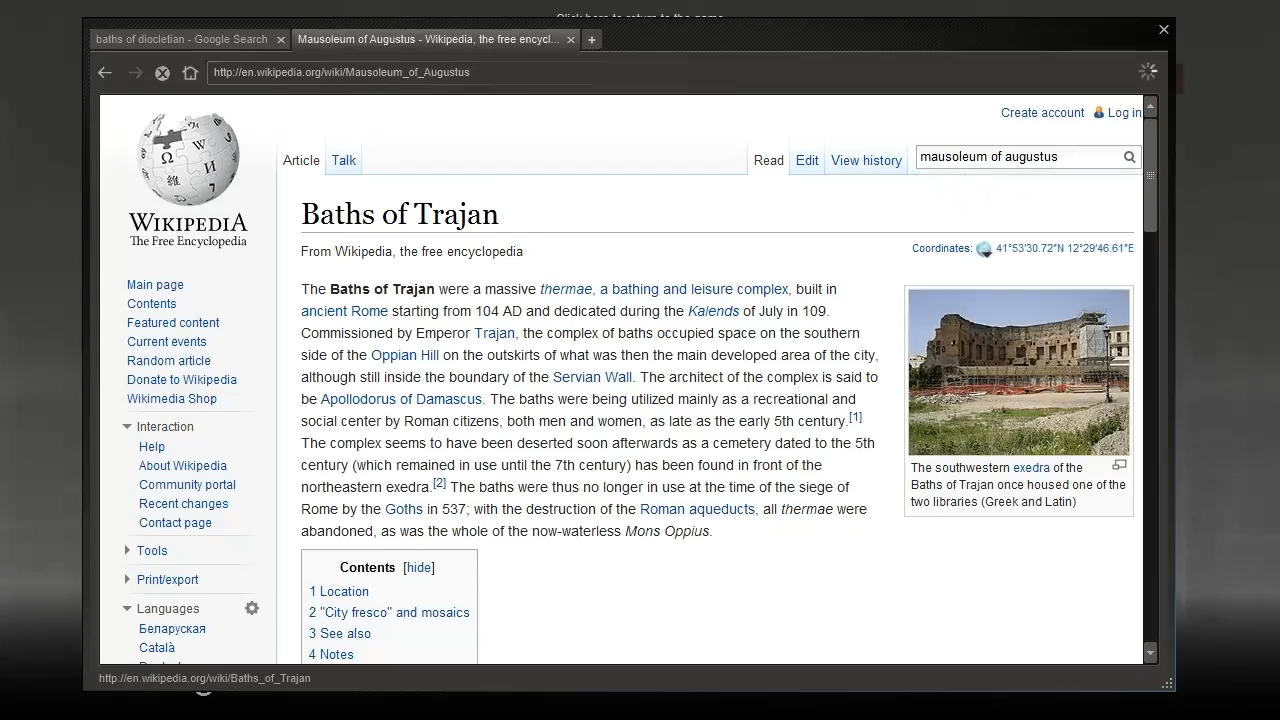 baths of diocletian - Google Search
Mausoleum of Augustus - Wikipedia, the free encycl...
http://en.wikipedia.org/wiki/Mausoleum_of_Augustus
Create account
Log in
Article
Talk
Read
Edit
View history
mausoleum of augustus
WIKIPEDIA
The Free Encyclopedia
Main page
Contents
Featured content
Current events
Random article
Donate to Wikipedia
Wikimedia Shop
Interaction
Help
About Wikipedia
Community portal
Recent changes
Contact page
Tools
Print/export
Languages
Беларуская
Català
Baths of Trajan
From Wikipedia, the free encyclopedia
Coordinates: 41°53′30.72″N 12°29′46.61″E
The Baths of Trajan were a massive thermae, a bathing and leisure complex, built in
ancient Rome starting from 104 AD and dedicated during the Kalends of July in 109.
Commissioned by Emperor Trajan, the complex of baths occupied space on the southern
side of the Oppian Hill on the outskirts of what was then the main developed area of the city,
although still inside the boundary of the Servian Wall. The architect of the complex is said to
be Apollodorus of Damascus. The baths were being utilized mainly as a recreational and
social center by Roman citizens, both men and women, as late as the early 5th century.[1]
The complex seems to have been deserted soon afterwards as a cemetery dated to the 5th
century (which remained in use until the 7th century) has been found in front of the
northeastern exedra.[2] The baths were thus no longer in use at the time of the siege of
Rome by the Goths in 537; with the destruction of the Roman aqueducts, all thermae were
abandoned, as was the whole of the now-waterless Mons Oppius.
The southwestern exedra of the
Baths of Trajan once housed one of the
two libraries (Greek and Latin)
Contents [hide]
1 Location
2 "City fresco" and mosaics
3 See also
4 Notes
http://en.wikipedia.org/wiki/Baths_of_Trajan